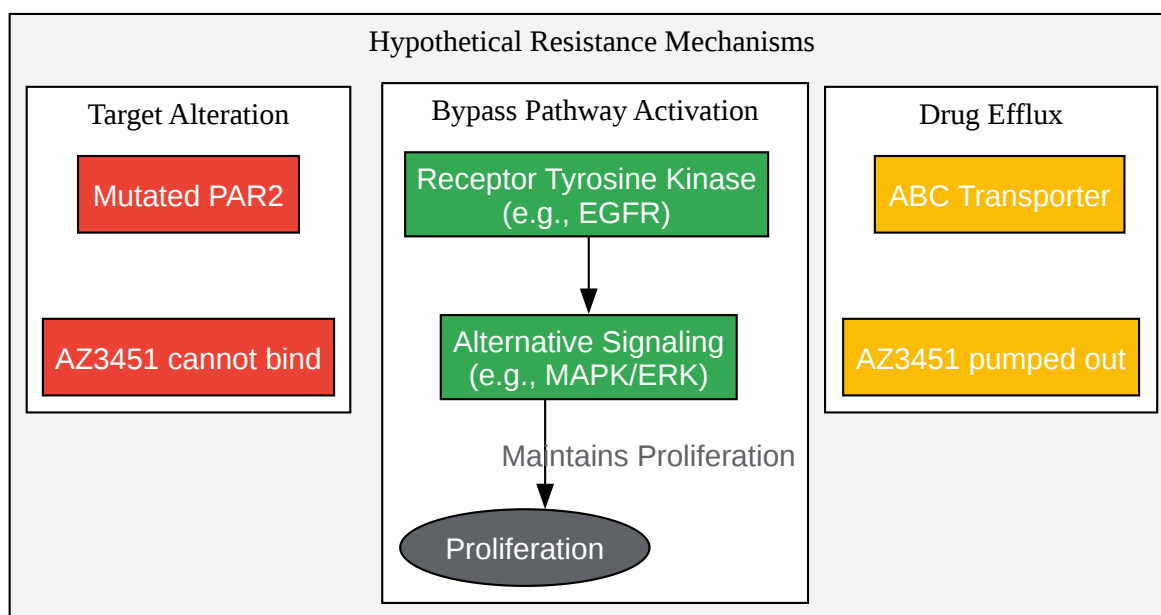 Hypothetical Resistance Mechanisms
Target Alteration
Mutated PAR2
AZ3451 cannot bind
Bypass Pathway Activation
Receptor Tyrosine Kinase
(e.g., EGFR)
Alternative Signaling
(e.g., MAPK/ERK)
Maintains Proliferation
Proliferation
Drug Efflux
ABC Transporter
AZ3451 pumped out